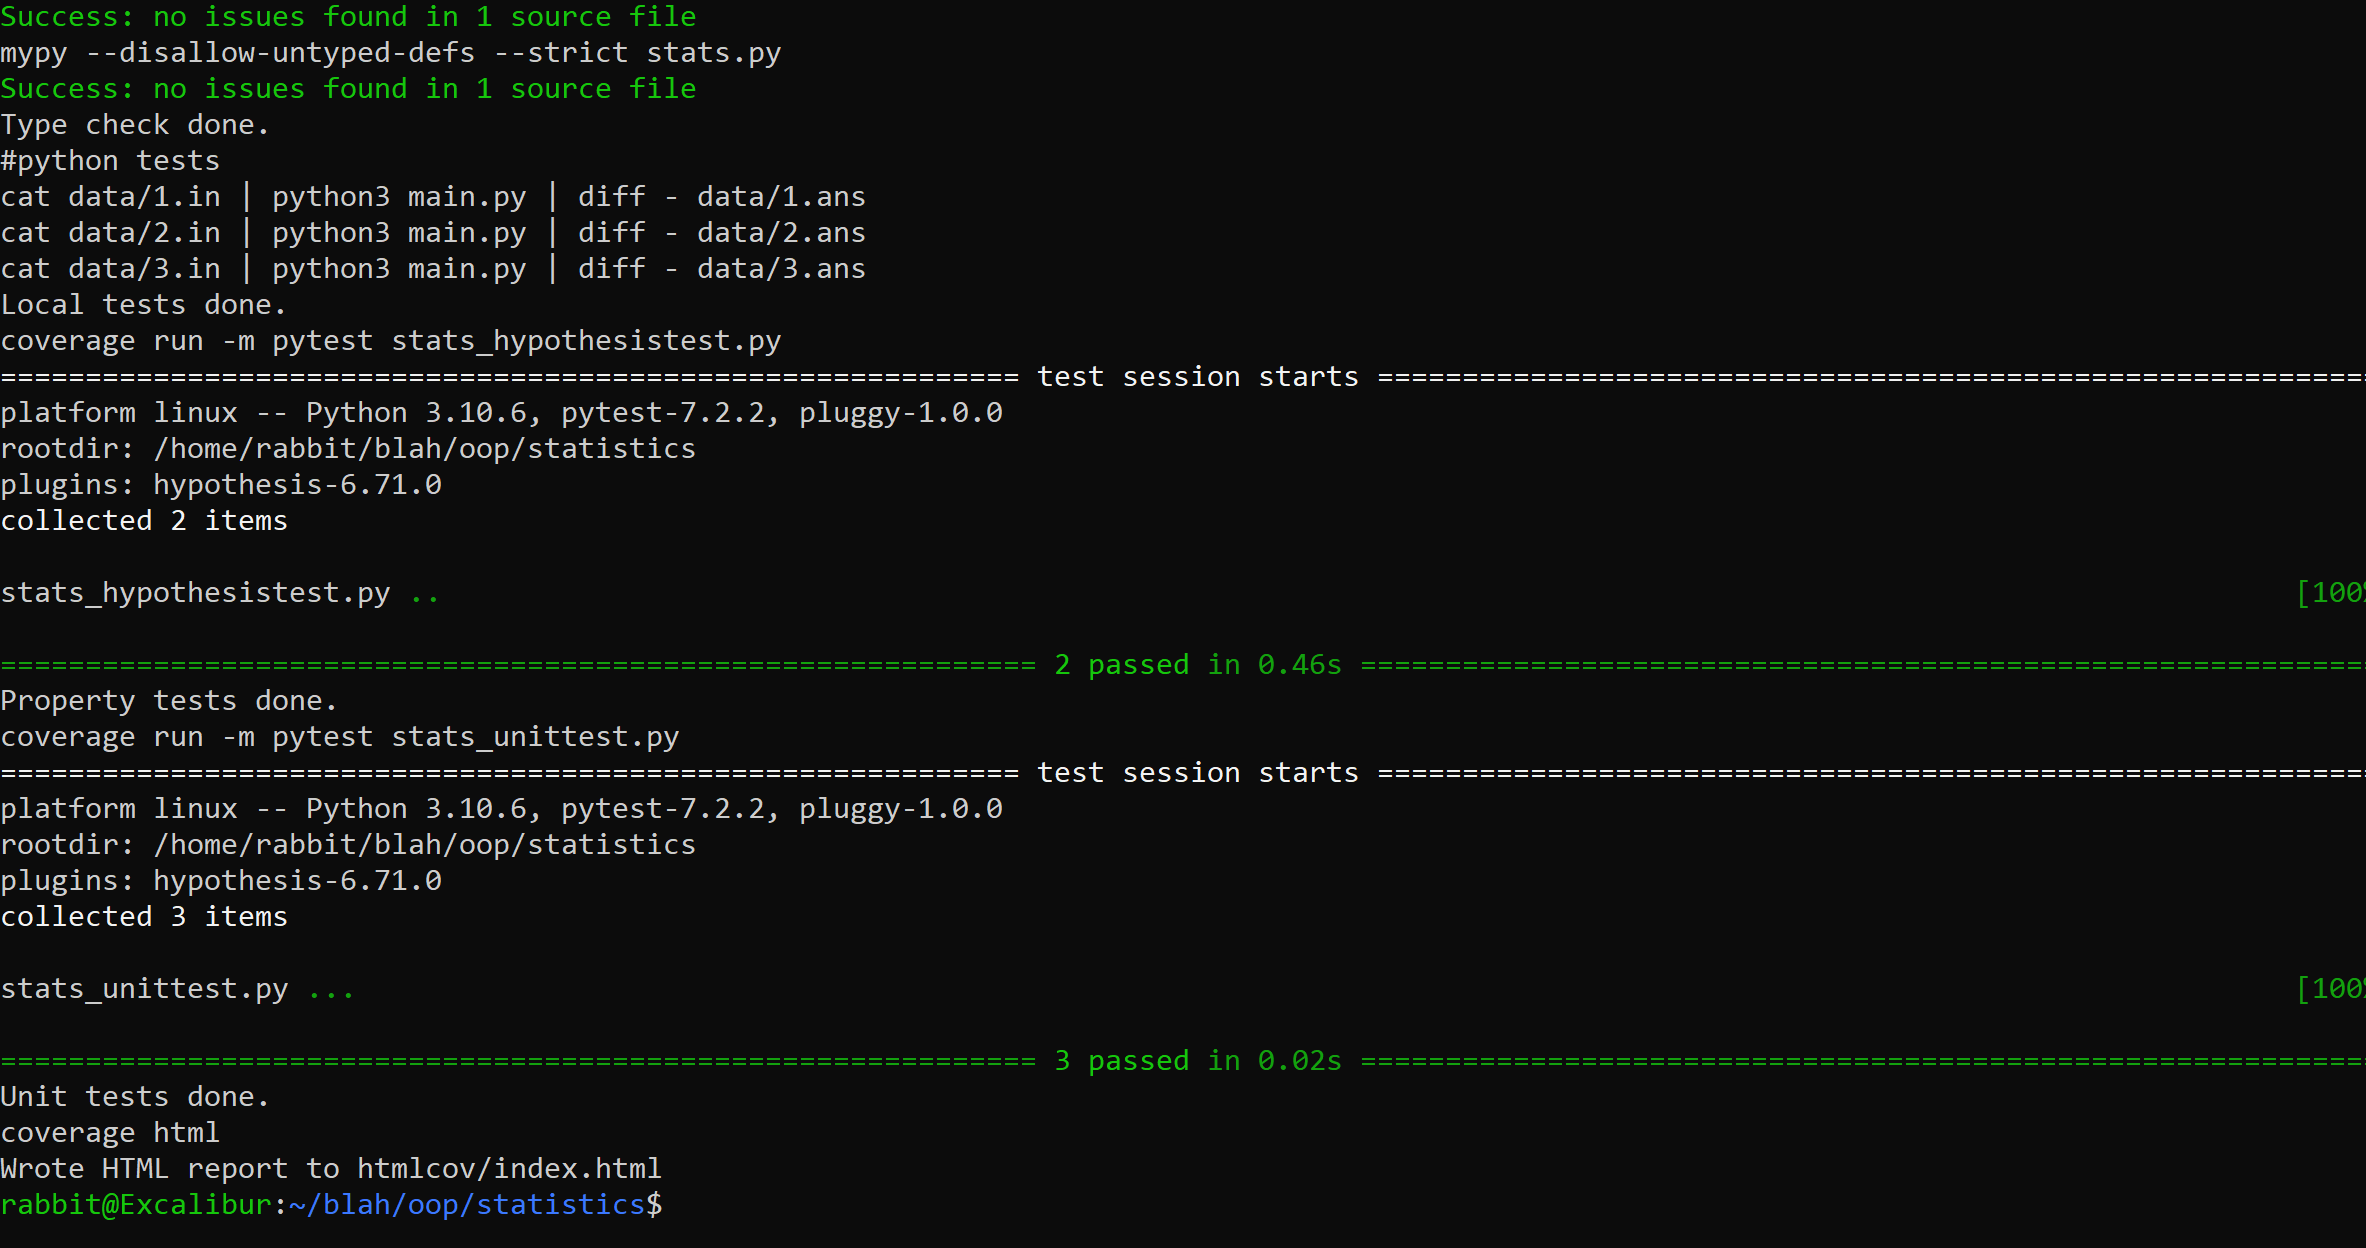 Success: no issues found in 1 source file
mypy --disallow-untyped-defs --strict stats.py
Success: no issues found in 1 source file
Type check done.
#python tests
cat data/1.in | python3 main.py | diff - data/1.ans
cat data/2.in | python3 main.py | diff - data/2.ans
cat data/3.in | python3 main.py | diff - data/3.ans
Local tests done.
coverage run -m pytest stats_hypothesistest.py
============================================================ test session starts ==========================================================
platform linux -- Python 3.10.6, pytest-7.2.2, pluggy-1.0.0
rootdir: /home/rabbit/blah/oop/statistics
plugins: hypothesis-6.71.0
collected 2 items
stats_hypothesistest.py .. [100%
============================================================= 2 passed in 0.46s ===========================================================
Property tests done.
coverage run -m pytest stats_unittest.py
============================================================ test session starts ==========================================================
platform linux -- Python 3.10.6, pytest-7.2.2, pluggy-1.0.0
rootdir: /home/rabbit/blah/oop/statistics
plugins: hypothesis-6.71.0
collected 3 items
stats_unittest.py ... [100%
============================================================= 3 passed in 0.02s ===========================================================
Unit tests done.
coverage html
Wrote HTML report to htmlcov/index.html
rabbit@Excalibur:~/blah/oop/statistics$